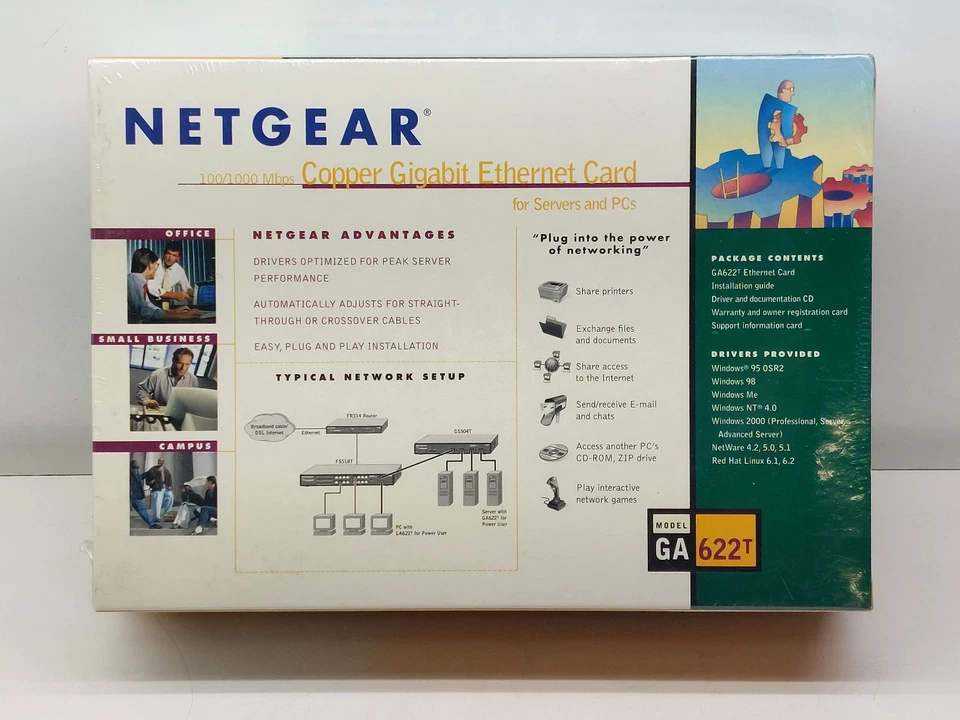 NETGEAR®
100/1000 Mbps Copper Gigabit Ethernet Card
for Servers and PCs
OFFICE
SMALL BUSINESS
CAMPUS
NETGEAR ADVANTAGES
DRIVERS OPTIMIZED FOR PEAK SERVER
PERFORMANCE
AUTOMATICALLY ADJUSTS FOR STRAIGHT-
THROUGH OR CROSSOVER CABLES
EASY, PLUG AND PLAY INSTALLATION
TYPICAL NETWORK SETUP
Broadband cable/
DSL Internet
Ethernet
FR314 Router
FS518T
GS504T
PC with
GA622T for Power User
Server with
GA622T for
Power User
"Plug into the power
of networking"
Share printers
Exchange files
and documents
Share access
to the Internet
Send/receive E-mail
and chats
Access another PC's
CD-ROM, ZIP drive
Play interactive
network games
PACKAGE CONTENTS
GA622T Ethernet Card
Installation guide
Driver and documentation CD
Warranty and owner registration card
Support information card
DRIVERS PROVIDED
Windows® 95 OSR2
Windows 98
Windows Me
Windows NT® 4.0
Windows 2000 (Professional, Server,
Advanced Server)
NetWare 4.2, 5.0, 5.1
Red Hat Linux 6.1, 6.2
MODEL
GA 622T